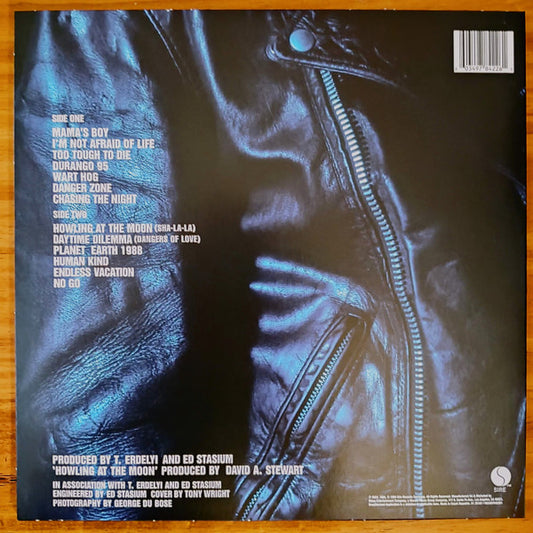 SIDE ONE
MAMA'S BOY
I'M NOT AFRAID OF LIFE
TOO TOUGH TO DIE
DURANGO 95
WART HOG
DANGER ZONE
CHASING THE NIGHT
SIDE TWO
HOWLING AT THE MOON (SHA-LA-LA)
DAYTIME DILEMMA (DANGERS OF LOVE)
PLANET EARTH 1988
HUMAN KIND
ENDLESS VACATION
NO GO
PRODUCED BY T. ERDELYI AND ED STASIUM
'HOWLING AT THE MOON' PRODUCED BY DAVID A. STEWART
IN ASSOCIATION WITH T. ERDELYI AND ED STASIUM
ENGINEERED BY ED STASIUM COVER BY TONY WRIGHT
PHOTOGRAPHY BY GEORGE DU BOSE
S
SIRE